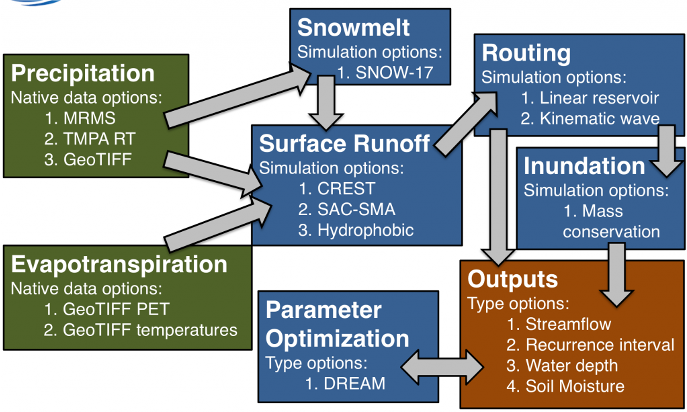 Snowmelt
Simulation options:
1. SNOW-17
Precipitation
Native data options:
1. MRMS
2. TMPA RT
3. GeoTIFF
Routing
Simulation options:
1. Linear reservoir
2. Kinematic wave
Surface Runoff
Simulation options:
1. CREST
2. SAC-SMA
3. Hydrophobic
Inundation
Simulation options:
1. Mass
conservation
Evapotranspiration
Native data options:
1. GeoTIFF PET
2. GeoTIFF temperatures
Parameter
Optimization
Type options:
1. DREAM
Outputs
Type options:
1. Streamflow
2. Recurrence interval
3. Water depth
4. Soil Moisture